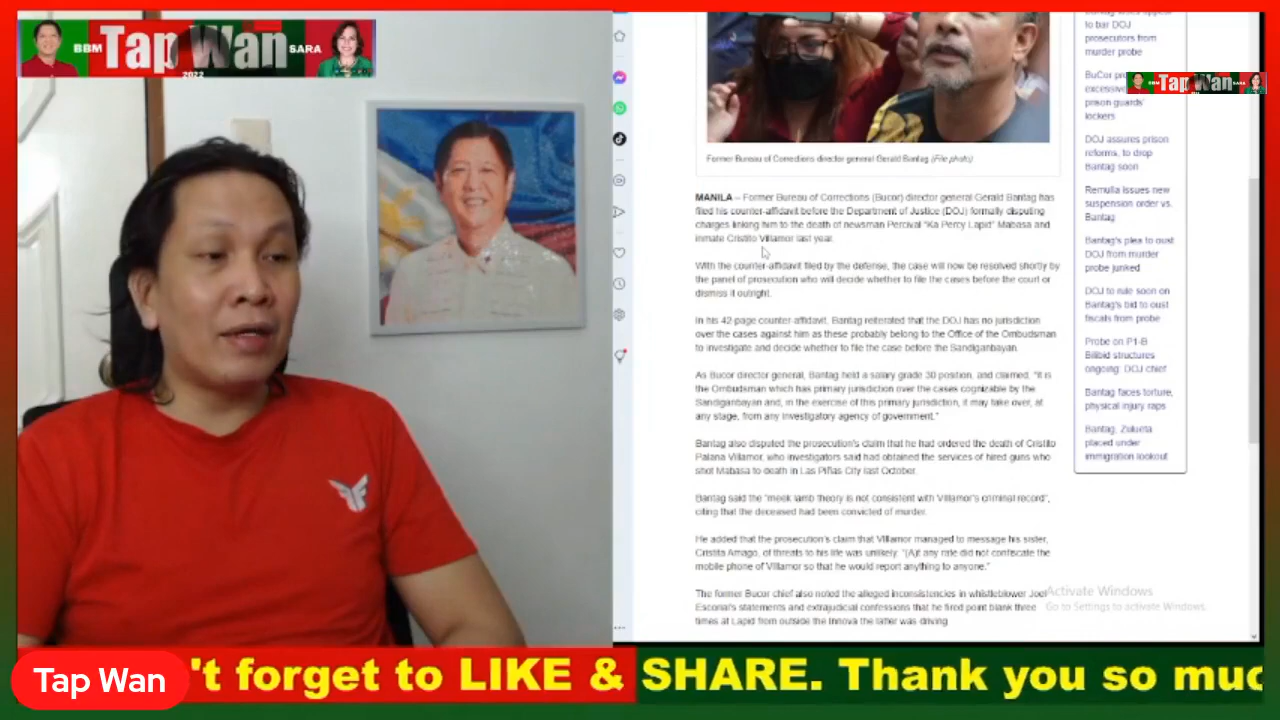 BBM Tap Wan SARA
2022
BBM Tap Wan SARA
to bar DOJ
prosecutors from
murder probe
BuCor
excessive
prison guards'
lockers
DOJ assures prison
reforms, to drop
Bantag soon
Remulla issues new
suspension order vs.
Bantag
Bantag's plea to oust
DOJ from murder
probe junked
DOJ to rule soon on
Bantag's bid to oust
fiscals from probe
Probe on P1-B
Bilibid structures
ongoing: DOJ chief
Bantag faces torture,
physical injury raps
Bantag, Zulueta
placed under
immigration lookout
Former Bureau of Corrections director general Gerald Bantag (File photo)
MANILA – Former Bureau of Corrections (Bucor) director general Gerald Bantag has
filed his counter-affidavit before the Department of Justice (DOJ) formally disputing
charges linking him to the death of newsman Percival "Ka Percy Lapid" Mabasa and
inmate Cristito Villamor last year.
With the counter-affidavit filed by the defense, the case will now be resolved shortly by
the panel of prosecution who will decide whether to file the cases before the court or
dismiss it outright.
In his 42-page counter-affidavit, Bantag reiterated that the DOJ has no jurisdiction
over the cases against him as these probably belong to the Office of the Ombudsman
to investigate and decide whether to file the case before the Sandiganbayan.
As Bucor director general, Bantag held a salary grade 30 position, and claimed, "It is
the Ombudsman which has primary jurisdiction over the cases cognizable by the
Sandiganbayan and, in the exercise of this primary jurisdiction, it may take over, at
any stage, from any investigatory agency of government."
Bantag also disputed the prosecution's claim that he had ordered the death of Cristito
Palana Villamor, who investigators said had obtained the services of hired guns who
shot Mabasa to death in Las Piñas City last October.
Bantag said the "meek lamb theory is not consistent with Villamor's criminal record",
citing that the deceased had been convicted of murder.
He added that the prosecution's claim that Villamor managed to message his sister,
Cristita Amago, of threats to his life was unlikely. "(A)t any rate did not confiscate the
mobile phone of Villamor so that he would report anything to anyone."
The former Bucor chief also noted the alleged inconsistencies in whistleblower Joel
Escorial's statements and extrajudicial confessions that he fired point blank three
times at Lapid from outside the Innova the latter was driving
Activate Windows
Go to Settings to activate Windows.
Tap Wan 't forget to LIKE & SHARE. Thank you so muc